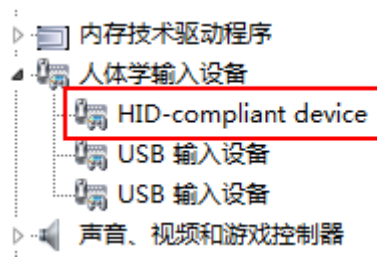 内存技术驱动程序
人体学输入设备
HID-compliant device
USB 输入设备
USB 输入设备
声音、视频和游戏控制器